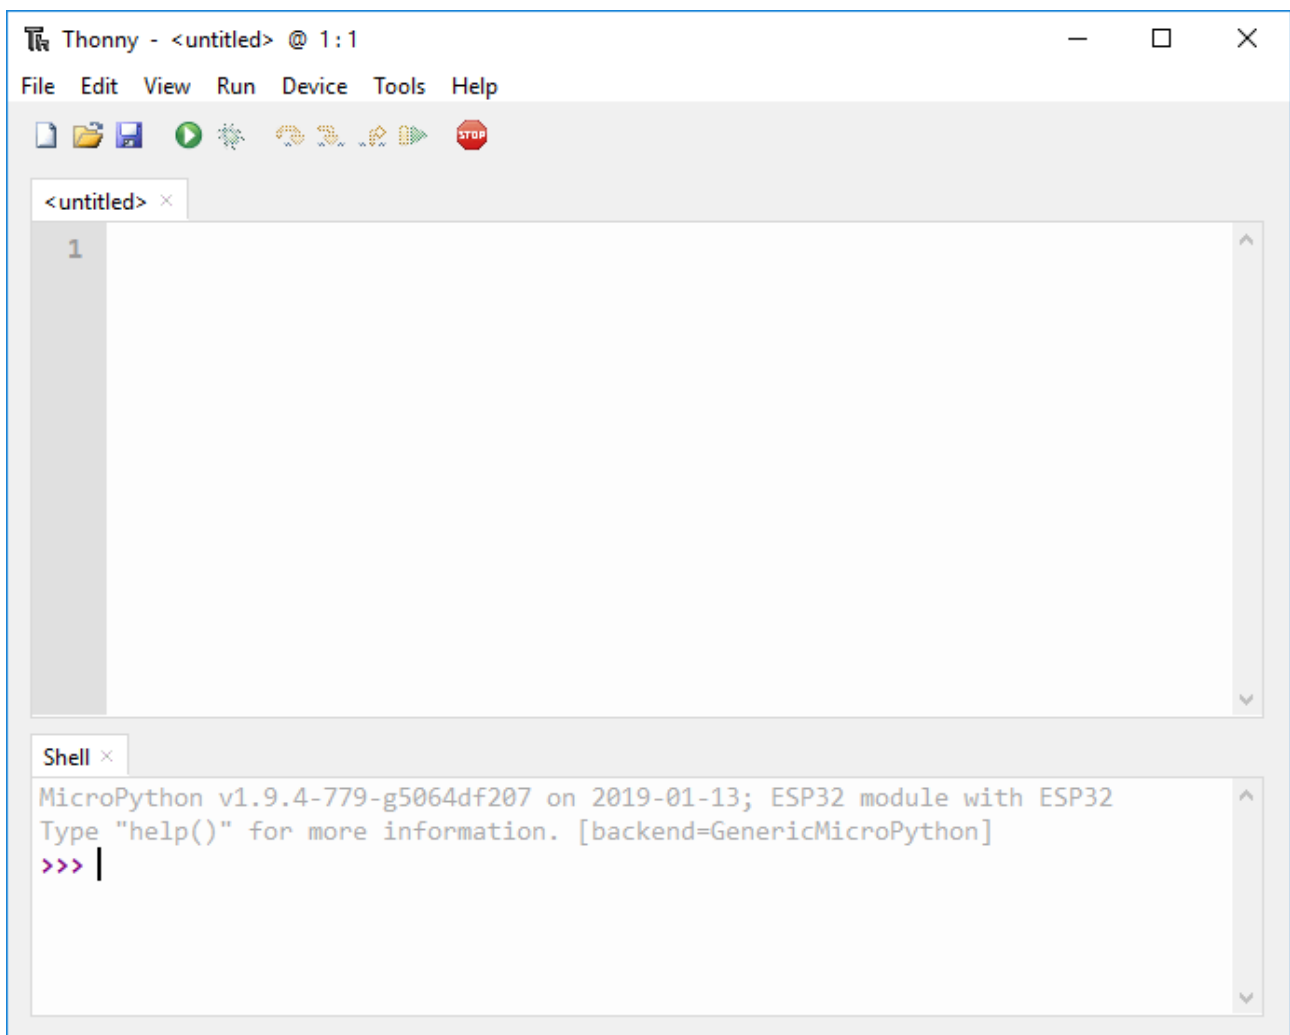 Thonny - <untitled> @ 1:1
File Edit View Run Device Tools Help
STOP
<untitled>
1
Shell
MicroPython v1.9.4-779-g5064df207 on 2019-01-13; ESP32 module with ESP32
Type "help()" for more information. [backend=GenericMicroPython]
>>>